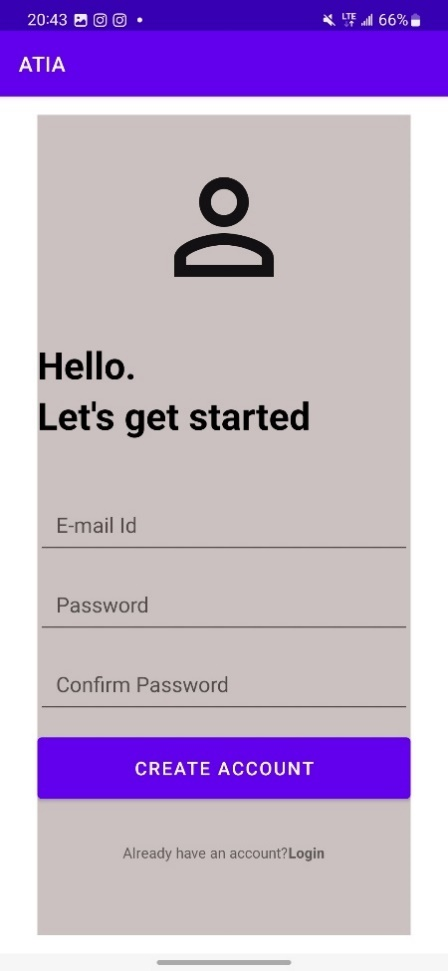 20:43 LTE 66%
ATIA
Hello.
Let's get started
E-mail Id
Password
Confirm Password
CREATE ACCOUNT
Already have an account?Login